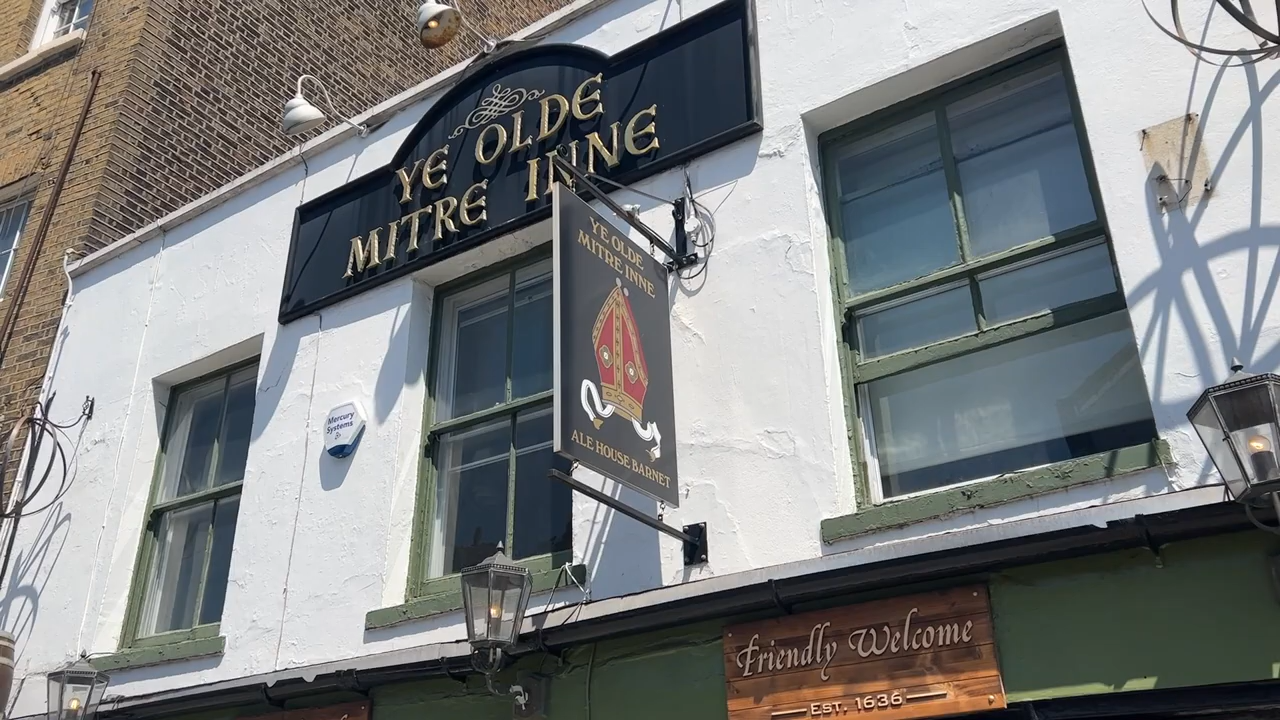 YE OLDE
MITRE INNE
YE OLDE
MITRE INNE
ALE HOUSE BARNET
Mercury
Systems
Friendly Welcome
EST. 1636